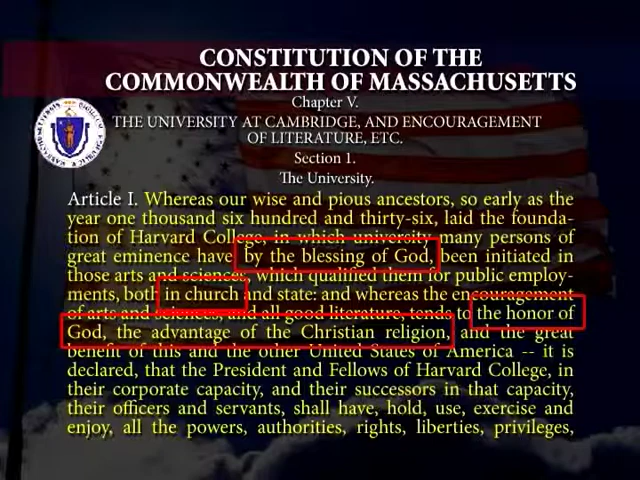 CONSTITUTION OF THE
COMMONWEALTH OF MASSACHUSETTS
Chapter V.
THE UNIVERSITY AT CAMBRIDGE, AND ENCOURAGEMENT
OF LITERATURE, ETC.
Section 1.
The University.
Article I. Whereas our wise and pious ancestors, so early as the
year one thousand six hundred and thirty-six, laid the founda-
tion of Harvard College, in which university many persons of
great eminence have by the blessing of God, been initiated in
those arts and sciences, which qualified them for public employ-
ments, both in church and state: and whereas the encouragement
of arts and sciences, and all good literature, tends to the honor of
God, the advantage of the Christian religion, and the great
benefit of this and the other United States of America -- it is
declared, that the President and Fellows of Harvard College, in
their corporate capacity, and their successors in that capacity,
their officers and servants, shall have, hold, use, exercise and
enjoy, all the powers, authorities, rights, liberties, privileges,